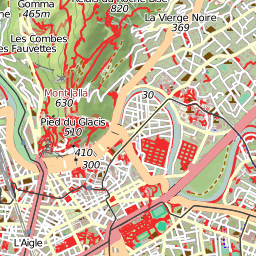 Gomma
465m
820
La Vierge Noire
369
Les Combes
Les Fauvettes
Mont Jalla
630
30
Pied du Glacis
510
410
300
L'Aigle